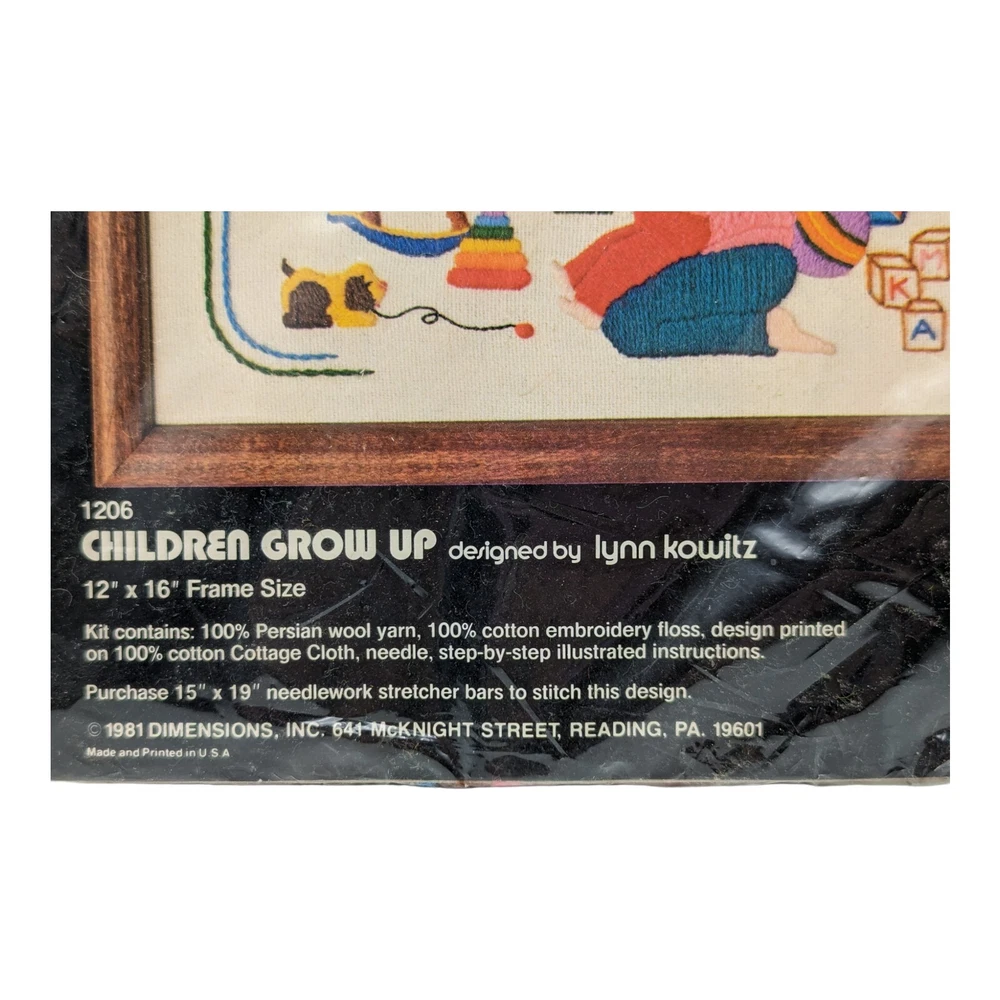 K
M
A
1206
CHILDREN GROW UP designed by lynn kowitz
12" x 16" Frame Size
Kit contains: 100% Persian wool yarn, 100% cotton embroidery floss, design printed
on 100% cotton Cottage Cloth, needle, step-by-step illustrated instructions.
Purchase 15" x 19" needlework stretcher bars to stitch this design.
© 1981 DIMENSIONS, INC. 641 McKNIGHT STREET, READING, PA. 19601
Made and Printed in U S A